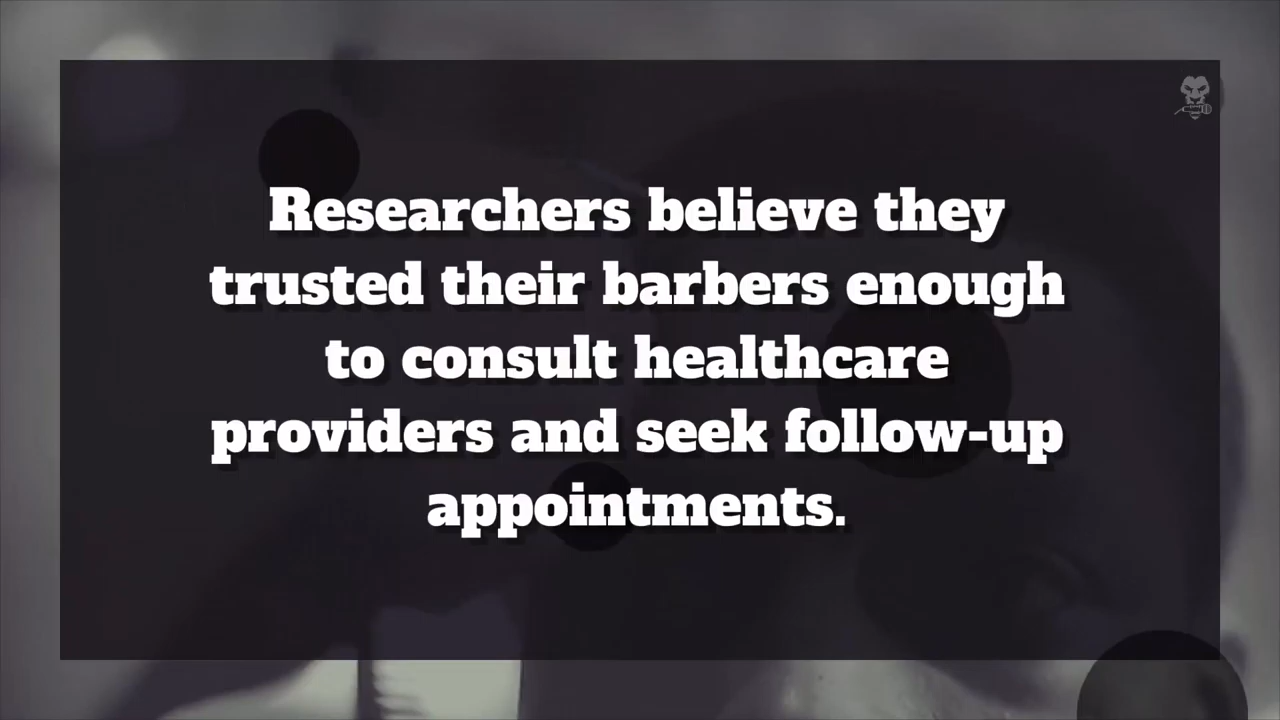 Researchers believe they
trusted their barbers enough
to consult healthcare
providers and seek follow-up
appointments.